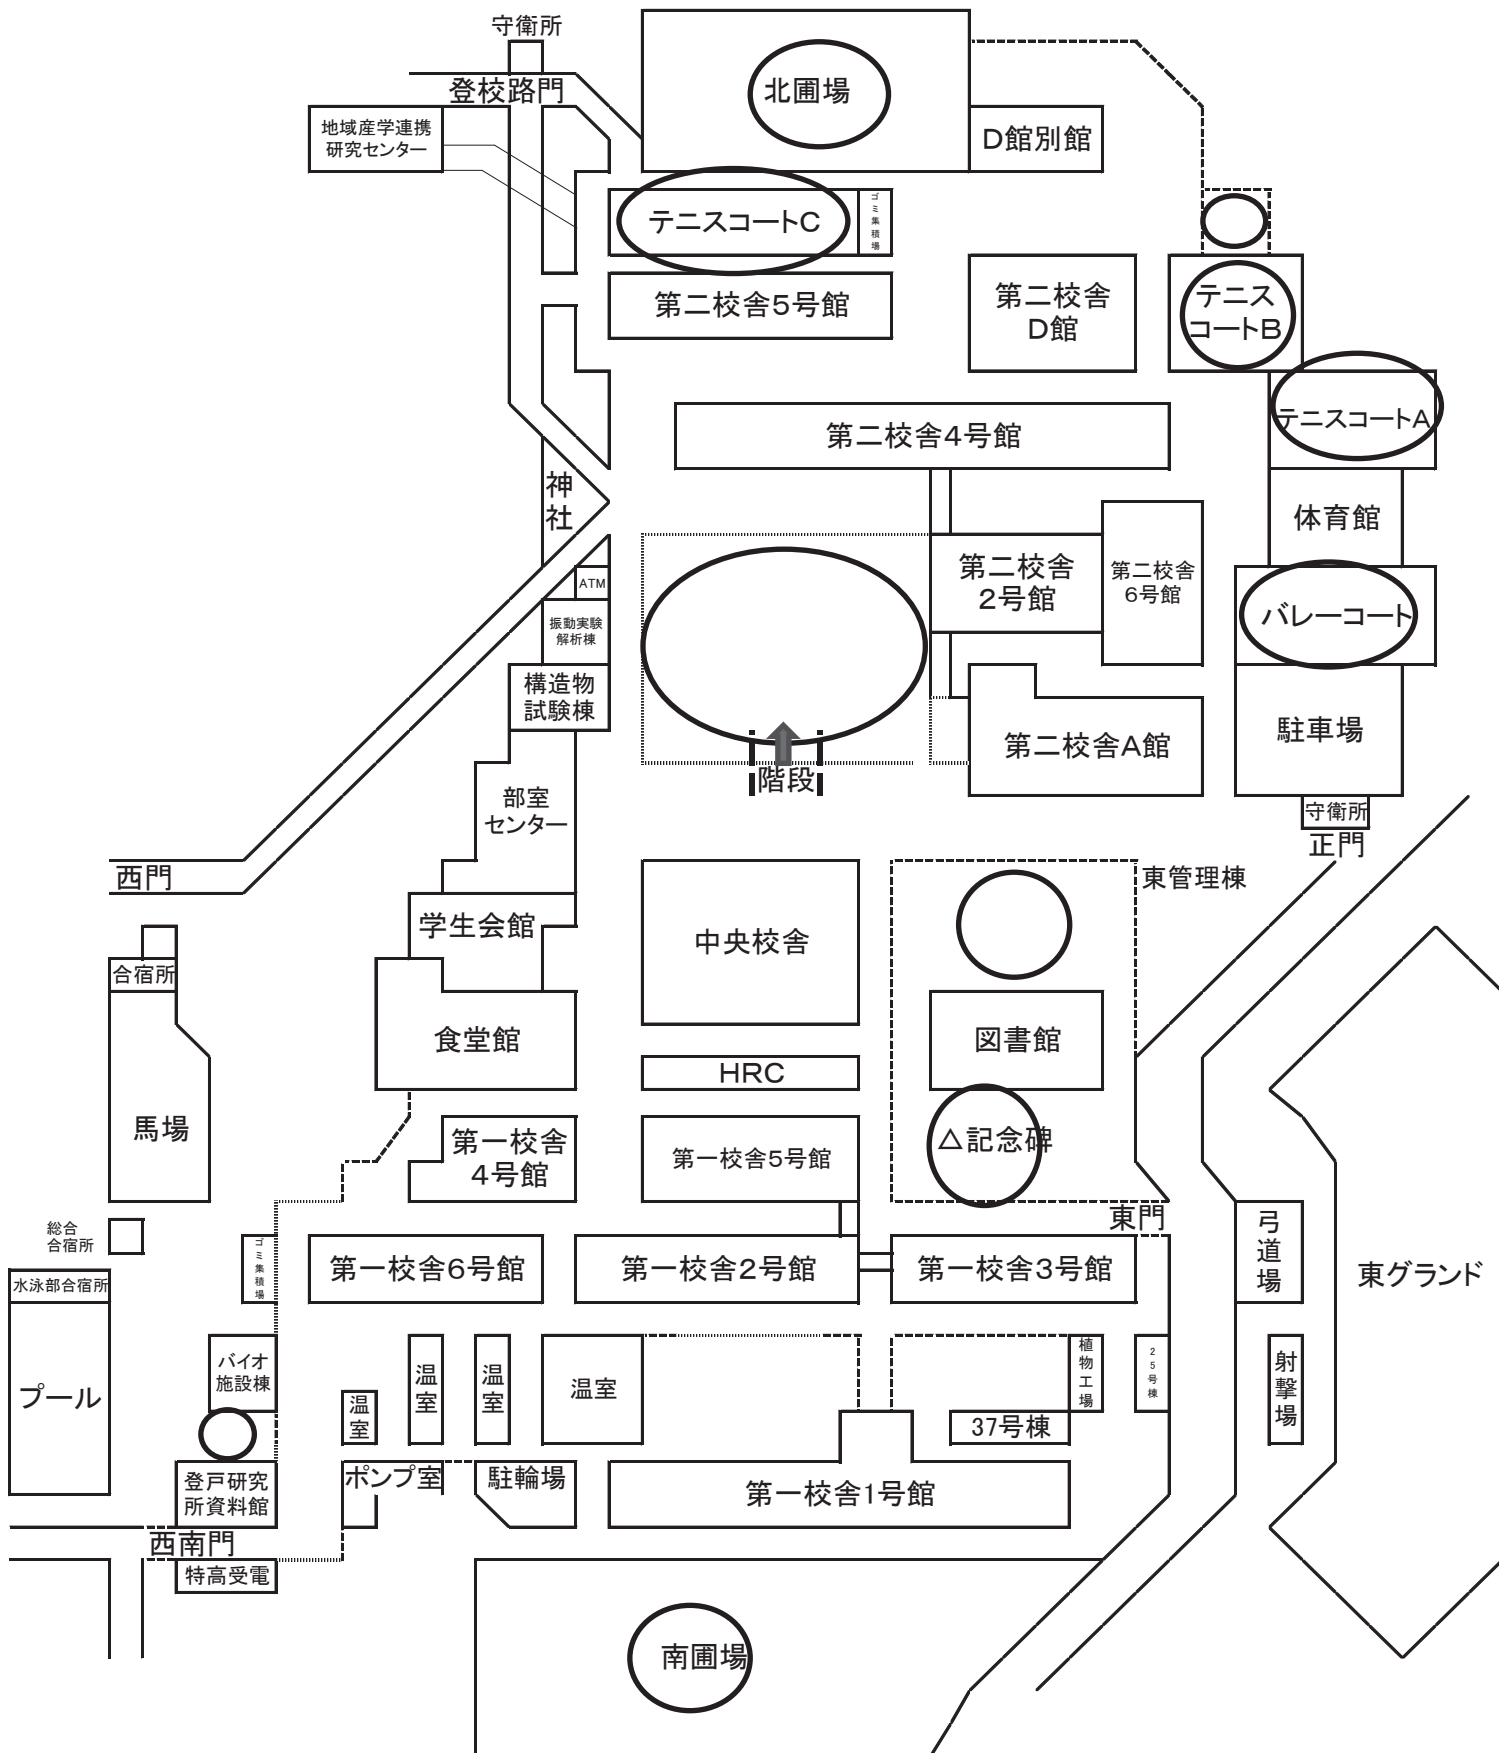 守衛所
登校路門
北圃場
地域産学連携
研究センター
D館別館
テニスコートC
ゴミ集積場
第二校舎5号館
第二校舎
D館
テニス
コートB
テニスコートA
第二校舎4号館
神社
体育館
第二校舎
2号館
第二校舎
6号館
ATM
バレーコート
振動実験
解析棟
構造物
試験棟
駐車場
第二校舎A館
階段
部室
センター
守衛所
正門
西門
東管理棟
学生会館
中央校舎
合宿所
食堂館
図書館
HRC
馬場
第一校舎
4号館
第一校舎5号館
△記念碑
総合
合宿所
東門
弓道場
ゴミ集積場
第一校舎6号館
第一校舎2号館
第一校舎3号館
東グランド
水泳部合宿所
バイオ
施設棟
プール
温室
温室
温室
温室
植物工場
25号棟
射撃場
37号棟
登戸研究
所資料館
ポンプ室
駐輪場
第一校舎1号館
西南門
特高受電
南圃場